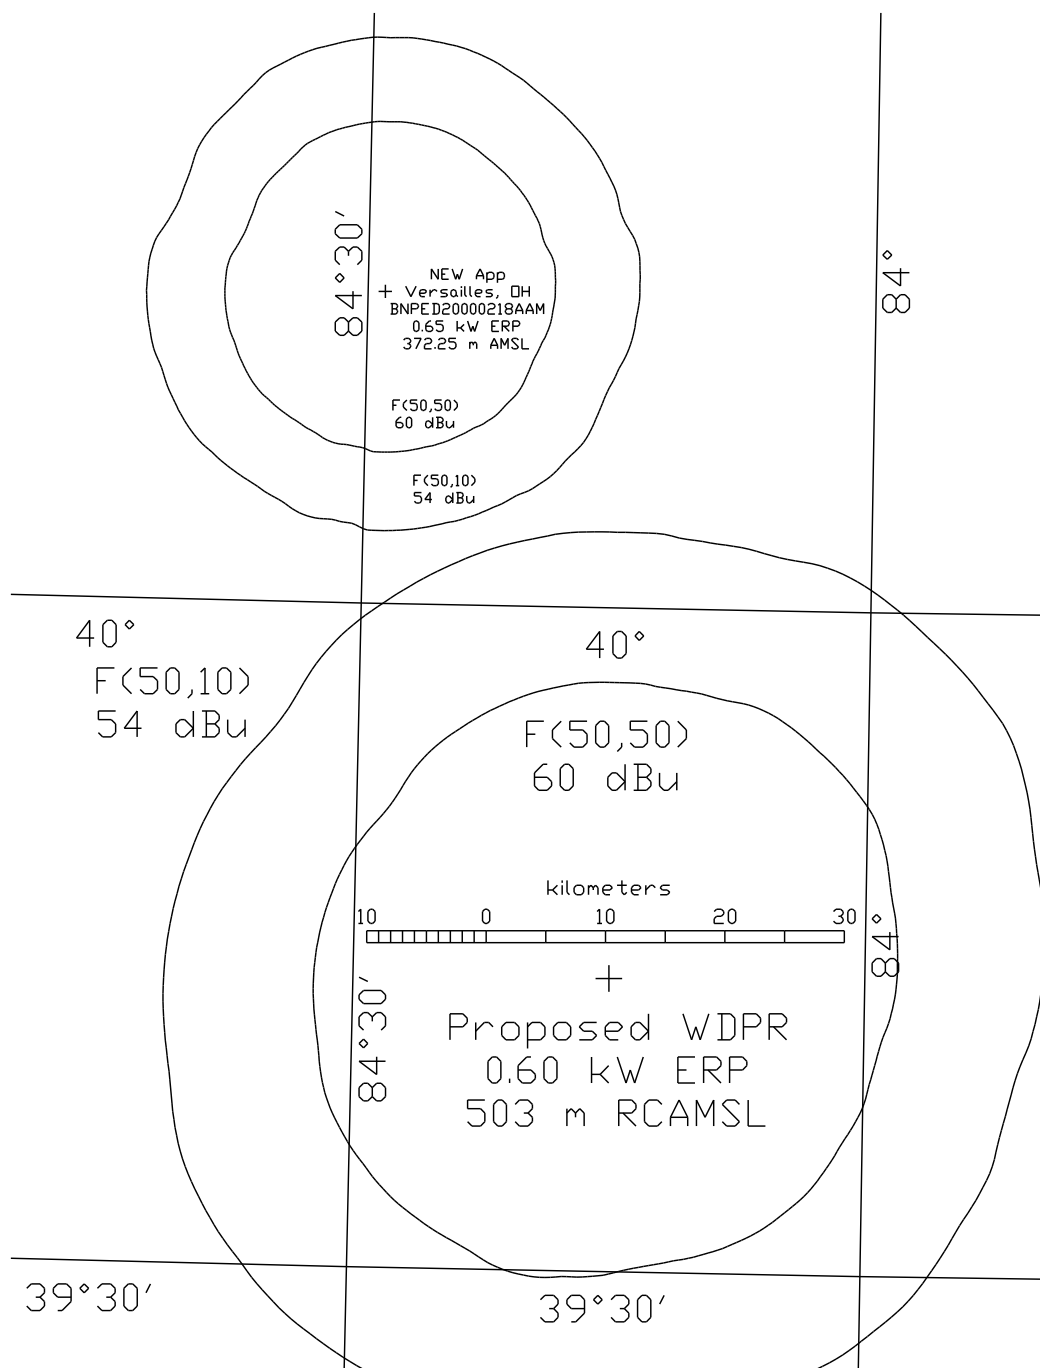 84°30′
84°
NEW App
Versailles, OH
BNPED20000218AAM
0.65 kW ERP
372.25 m AMSL
F(50,50)
60 dBu
F(50,10)
54 dBu
40°
40°
F(50,10)
54 dBu
F(50,50)
60 dBu
kilometers
10 0 10 20 30
84°
84°30′
Proposed WDPR
0.60 kW ERP
503 m RCAMSL
39°30′
39°30′